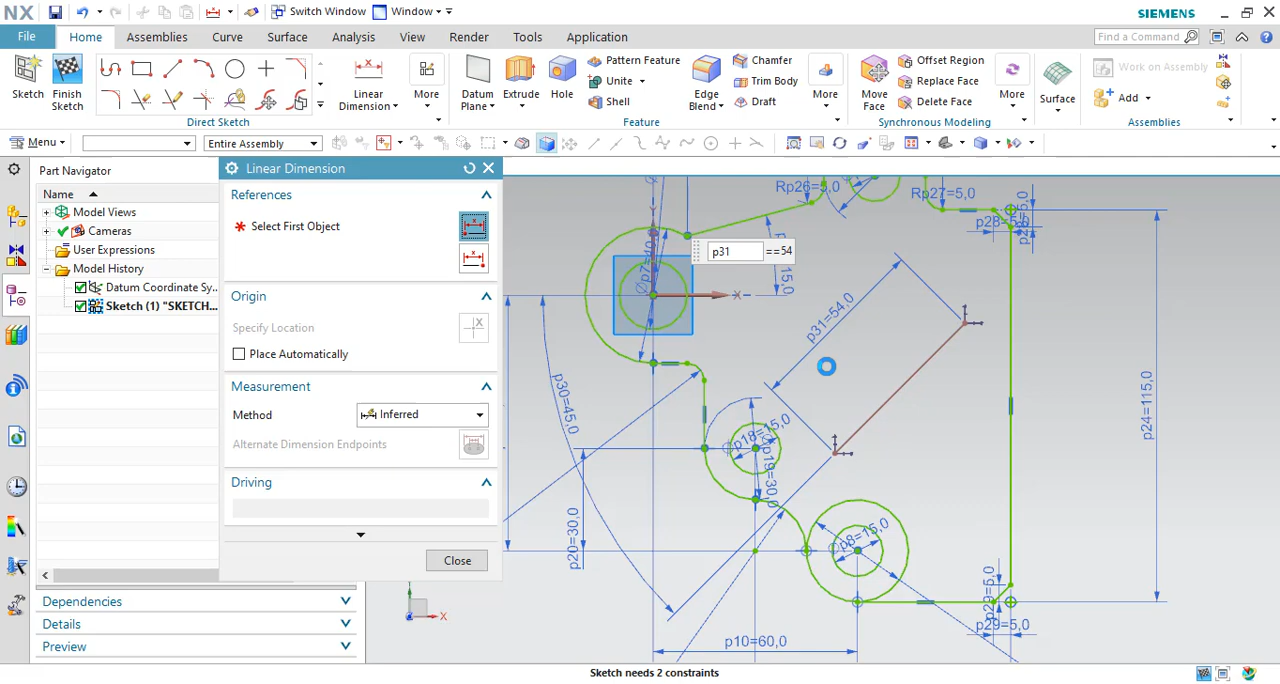 NX Switch Window Window SIEMENS
File Home Assemblies Curve Surface Analysis View Render Tools Application Find a Command
Sketch Finish Sketch Direct Sketch
Linear Dimension More
Datum Plane Extrude Hole Pattern Feature Unite Shell Edge Blend Chamfer Trim Body Draft More Feature
Move Face Offset Region Replace Face Delete Face More Synchronous Modeling
Surface
Work on Assembly Add Assemblies
Menu Entire Assembly
Part Navigator
Name
Model Views
Cameras
User Expressions
Model History
Datum Coordinate Sy...
Sketch (1) "SKETCH...
Dependencies
Details
Preview
Linear Dimension
References
* Select First Object
Origin
Specify Location
Place Automatically
Measurement
Method Inferred
Alternate Dimension Endpoints
Driving
Close
Rp26=5,0
Rp27=5,0
p28=5,0
p31 ==54
X
Y
p31=54,0
p30=45,0
p24=115,0
p18=15,0
p19=30,0
p20=30,0
p8=15,0
p29=5,0
p29=5,0
p10=60,0
X
Sketch needs 2 constraints